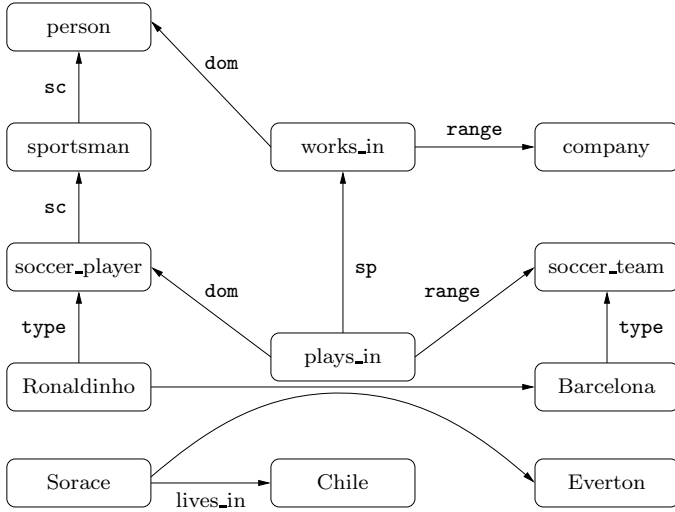 person
dom
sc
sportsman
works_in
range
company
sc
soccer_player
dom
sp
range
soccer_team
type
plays_in
type
Ronaldinho
Barcelona
Sorace
lives_in
Chile
Everton